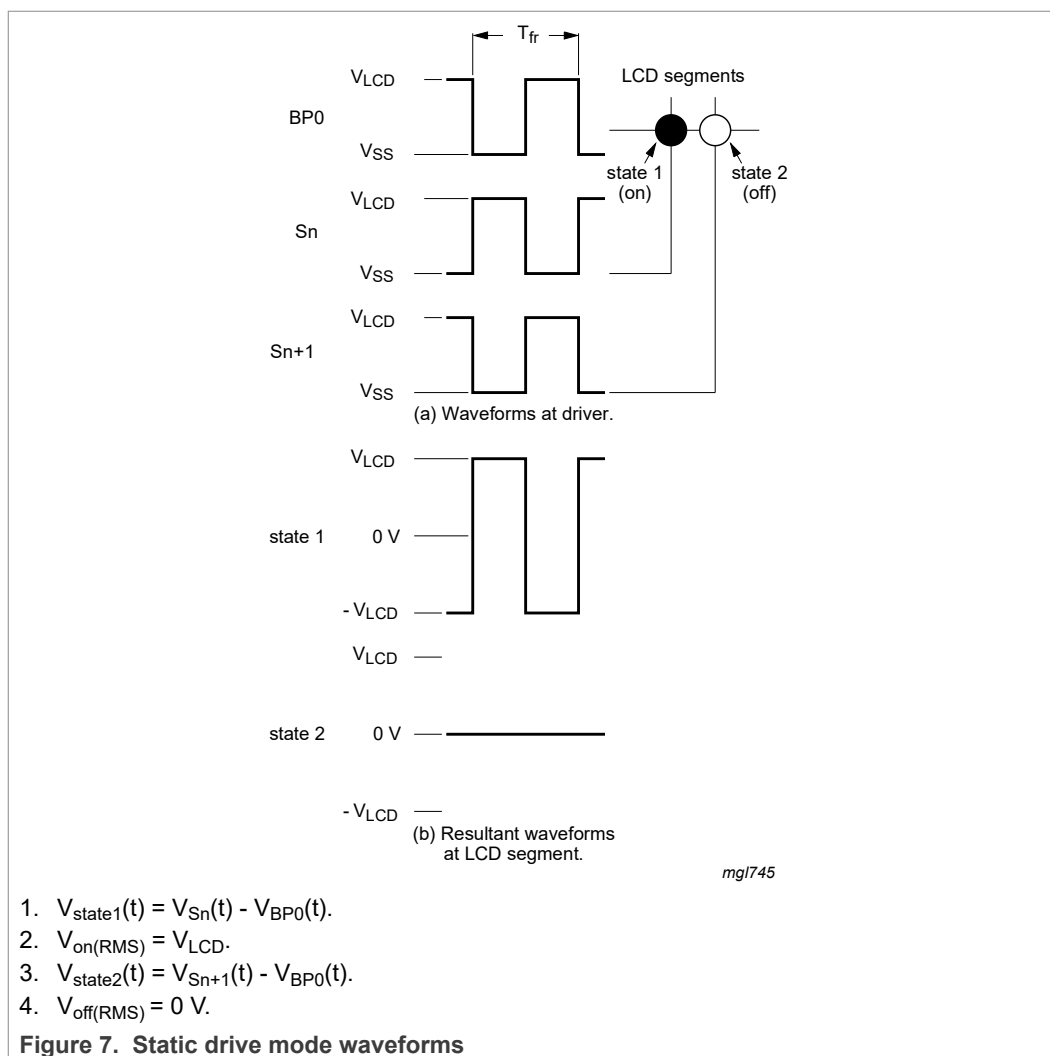 Tfr
VLCD
LCD segments
BP0
VSS
state 1
(on)
state 2
(off)
VLCD
Sn
VSS
VLCD
Sn+1
VSS
(a) Waveforms at driver.
VLCD
state 1 0 V
- VLCD
VLCD
state 2 0 V
- VLCD
(b) Resultant waveforms
at LCD segment.
mgl745
1. Vstate1(t) = VSn(t) - VBP0(t).
2. Von(RMS) = VLCD.
3. Vstate2(t) = VSn+1(t) - VBP0(t).
4. Voff(RMS) = 0 V.
Figure 7. Static drive mode waveforms